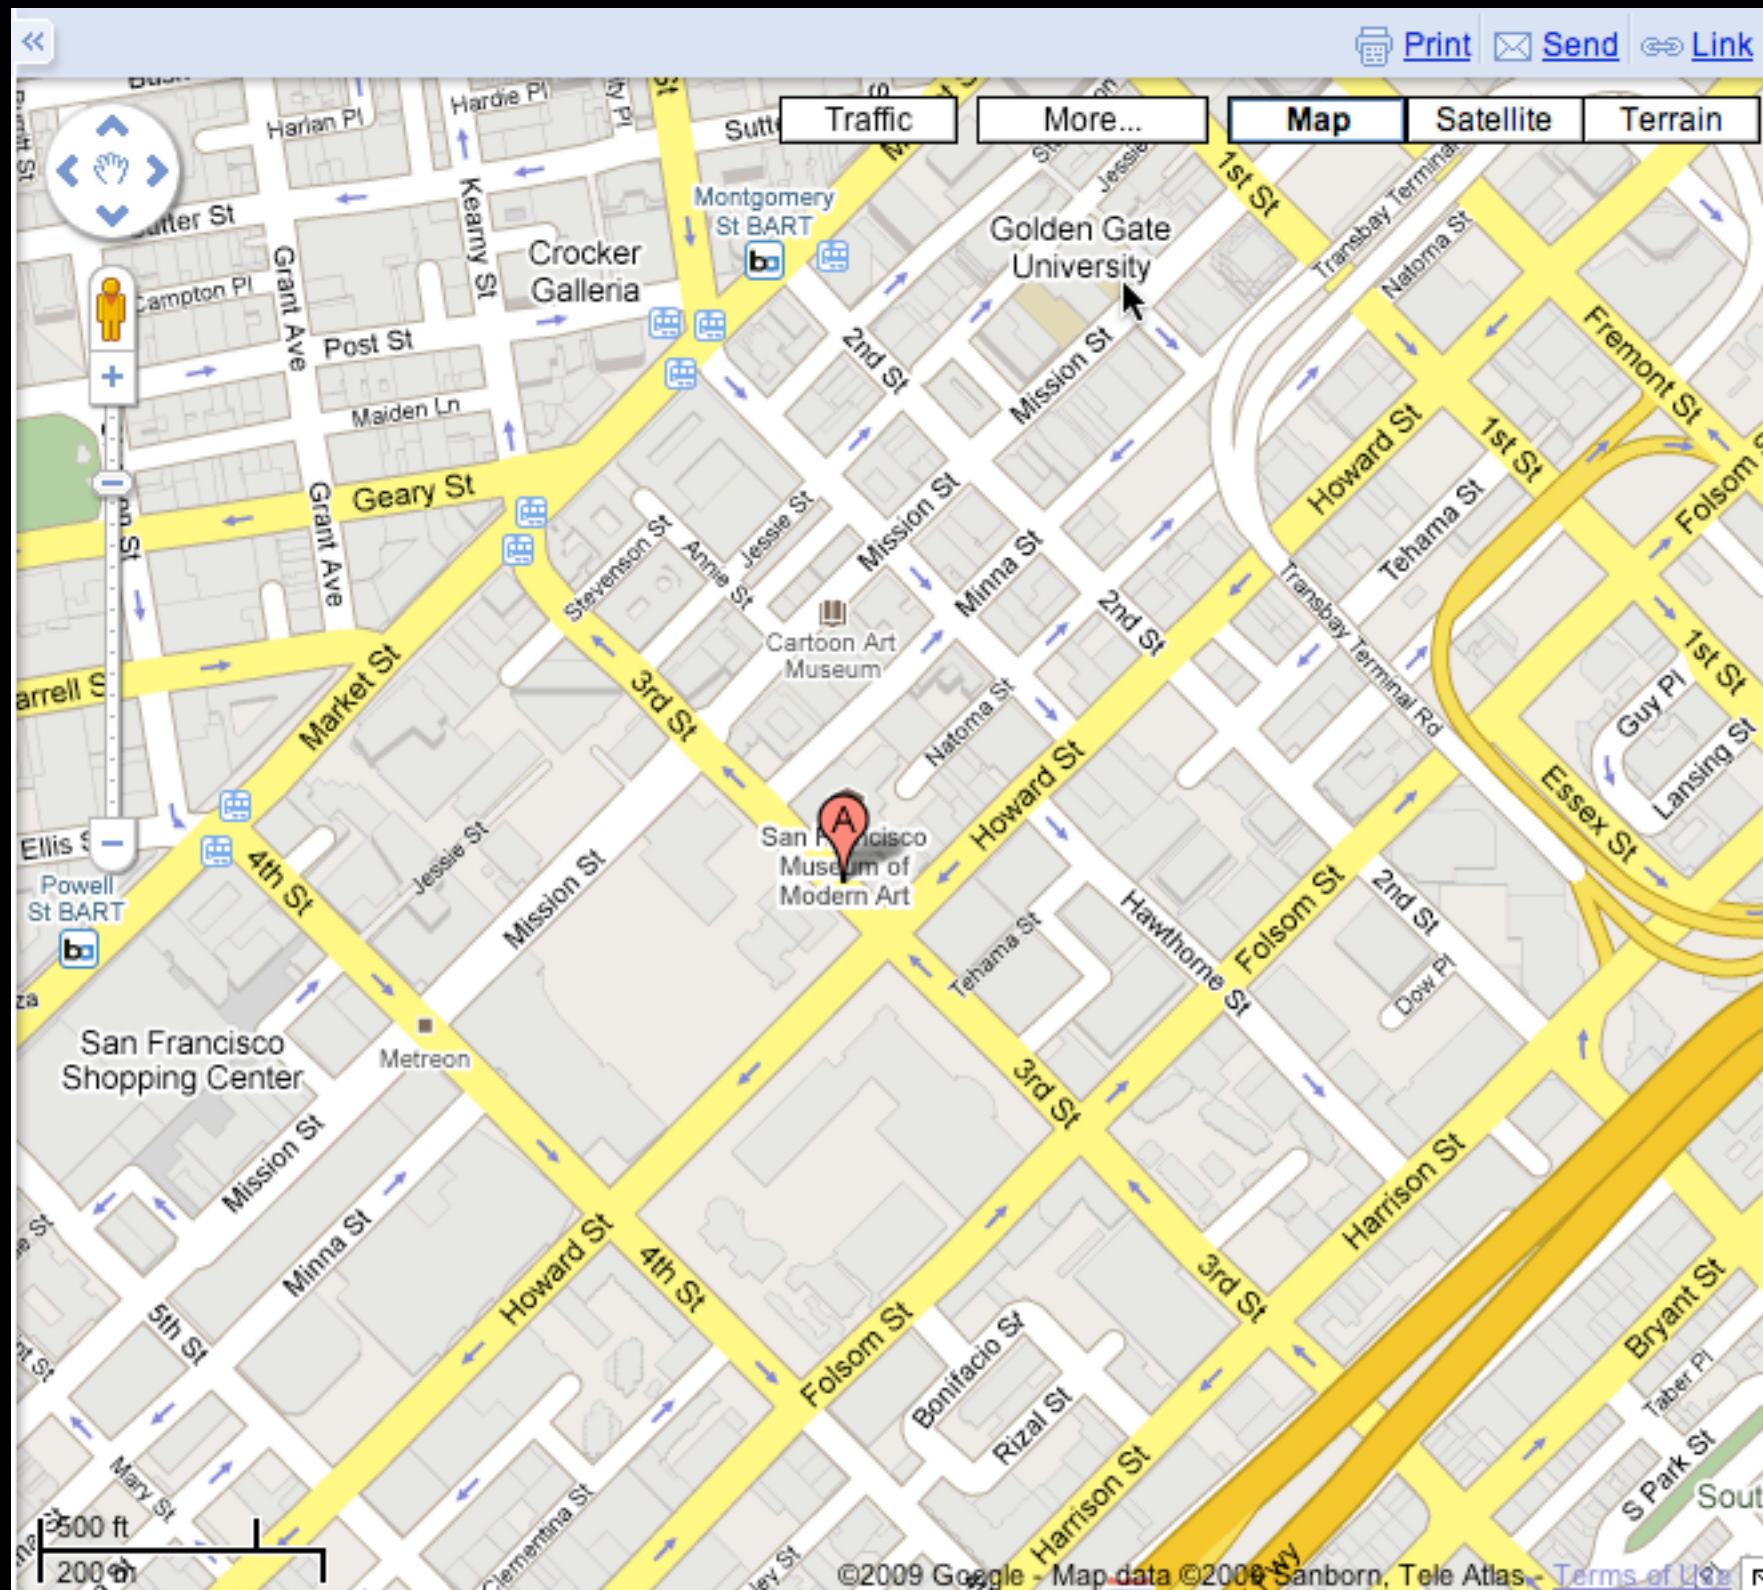 Print
Send
Link
Traffic
More...
Map
Satellite
Terrain
Hardie Pl
Harlan Pl
Kearny St
Grant Ave
Campton Pl
Post St
Maiden Ln
Geary St
Grant Ave
Crocker
Galleria
Montgomery
St BART
Golden Gate
University
1st St
Transbay Terminal
Natoma St
Jessie
2nd St
Mission St
Fremont St
Howard St
1st St
Folsom
Tehama St
Stevenson St
Annie St
Jessie St
Mission St
Minna St
2nd St
Cartoon Art
Museum
Transbay Terminal Rd
1st St
Guy Pl
Lansing St
Market St
3rd St
Natoma St
Howard St
Essex St
San Francisco
Museum of
Modern Art
A
Powell
St BART
4th St
Jessie St
Mission St
Tehama St
Hawthorne St
Folsom St
2nd St
Dow Pl
San Francisco
Shopping Center
Metreon
3rd St
Mission St
Minna St
Howard St
4th St
Harrison St
3rd St
5th St
Folsom St
Bonifacio St
Rizal St
Bryant St
Taber Pl
S Park St
Mary St
Clementina St
Harrison St
500 ft
200 m
©2009 Google - Map data ©2009 Sanborn, Tele Atlas - Terms of Use